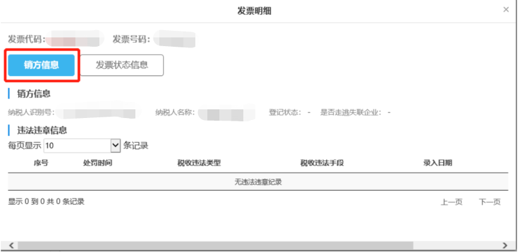 发票明细
×
发票代码： 发票号码：
销方信息 发票状态信息
销方信息
纳税人识别号： 纳税人名称： 登记状态： - 是否走逃失联企业： -
违法违章信息
每页显示 10 条记录
序号 处罚时间 税收违法类型 税收违法手段 录入日期
无违法违章纪录
显示 0 到 0 共 0 条记录 上一页 下一页